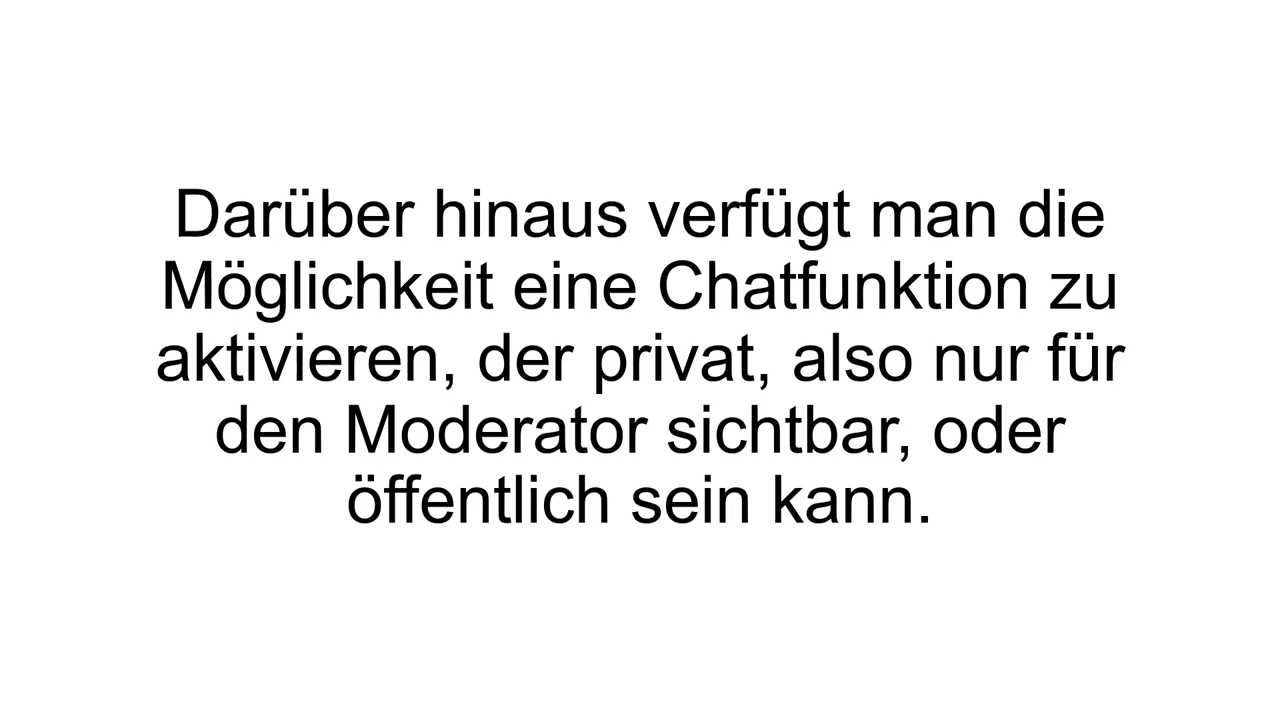 Darüber hinaus verfügt man die
Möglichkeit eine Chatfunktion zu
aktivieren, der privat, also nur für
den Moderator sichtbar, oder
öffentlich sein kann.